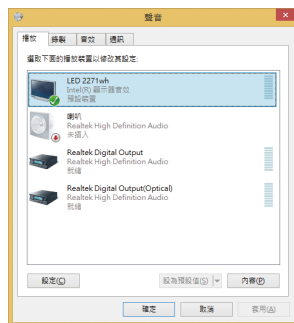 聲音
播放 錄製 音效 通訊
選取下面的播放裝置以修改其設定:
LED 2271wh
Intel(R) 顯示器音效
預設裝置
喇叭
Realtek High Definition Audio
未插入
Realtek Digital Output
Realtek High Definition Audio
就緒
Realtek Digital Output(Optical)
Realtek High Definition Audio
就緒
設定(C) 設為預設值(S) 內容(P)
確定 取消 套用(A)